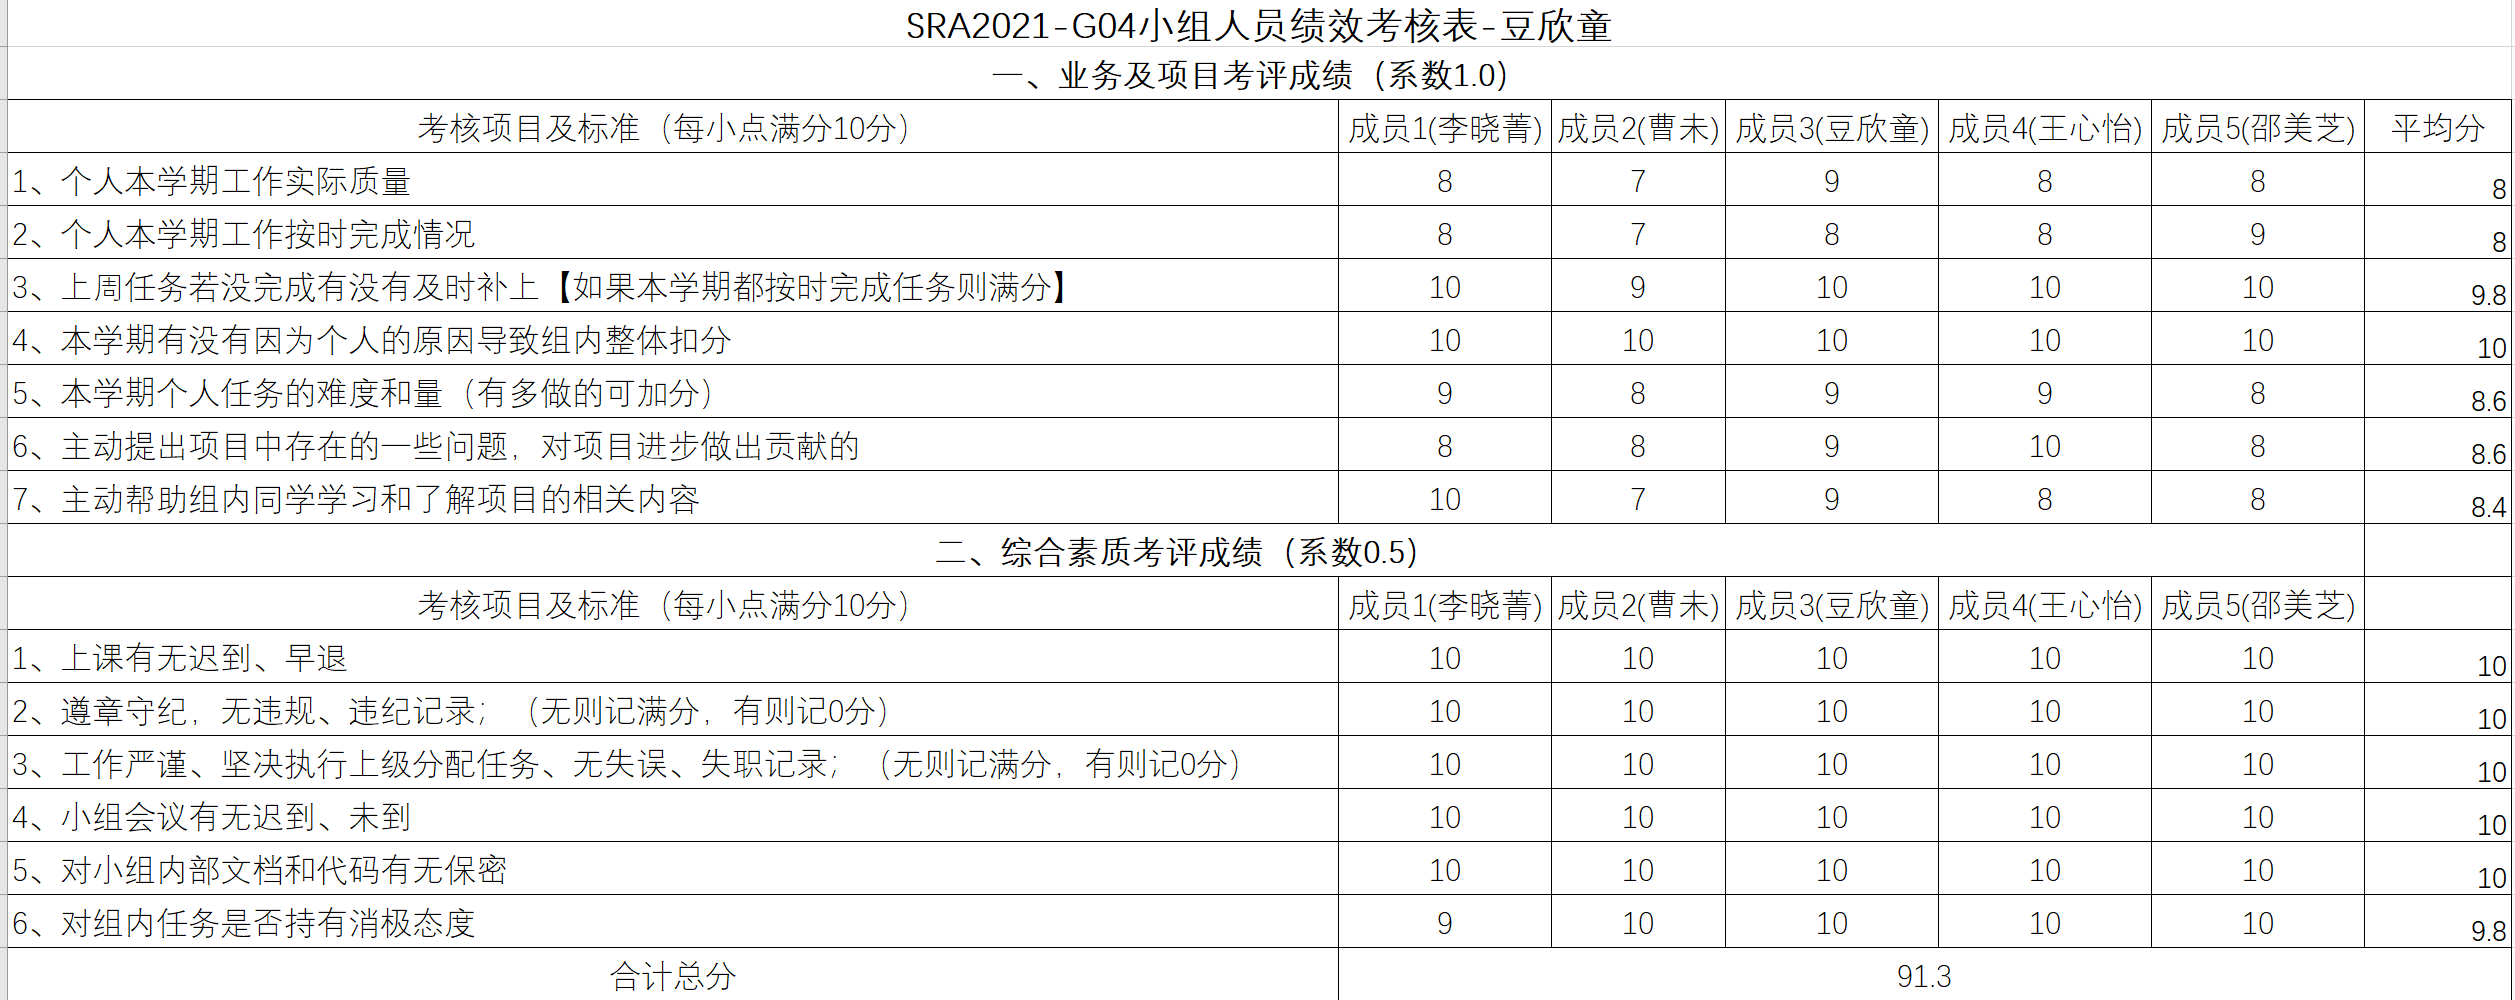 SRA2021-G04小组人员绩效考核表-豆欣童
一、业务及项目考评成绩（系数1.0）
考核项目及标准（每小点满分10分） 成员1(李晓菁) 成员2(曹未) 成员3(豆欣童) 成员4(王心怡) 成员5(邵美芝) 平均分
1、个人本学期工作实际质量 8 7 9 8 8 8
2、个人本学期工作按时完成情况 8 7 8 8 9 8
3、上周任务若没完成有没有及时补上【如果本学期都按时完成任务则满分】 10 9 10 10 10 9.8
4、本学期有没有因为个人的原因导致组内整体扣分 10 10 10 10 10 10
5、本学期个人任务的难度和量（有多做的可加分） 9 8 9 9 8 8.6
6、主动提出项目中存在的一些问题，对项目进步做出贡献的 8 8 9 10 8 8.6
7、主动帮助组内同学学习和了解项目的相关内容 10 7 9 8 8 8.4
二、综合素质考评成绩（系数0.5）
考核项目及标准（每小点满分10分） 成员1(李晓菁) 成员2(曹未) 成员3(豆欣童) 成员4(王心怡) 成员5(邵美芝)
1、上课有无迟到、早退 10 10 10 10 10 10
2、遵章守纪，无违规、违纪记录；（无则记满分，有则记0分） 10 10 10 10 10 10
3、工作严谨、坚决执行上级分配任务、无失误、失职记录；（无则记满分，有则记0分） 10 10 10 10 10 10
4、小组会议有无迟到、未到 10 10 10 10 10 10
5、对小组内部文档和代码有无保密 10 10 10 10 10 10
6、对组内任务是否持有消极态度 9 10 10 10 10 9.8
合计总分 91.3